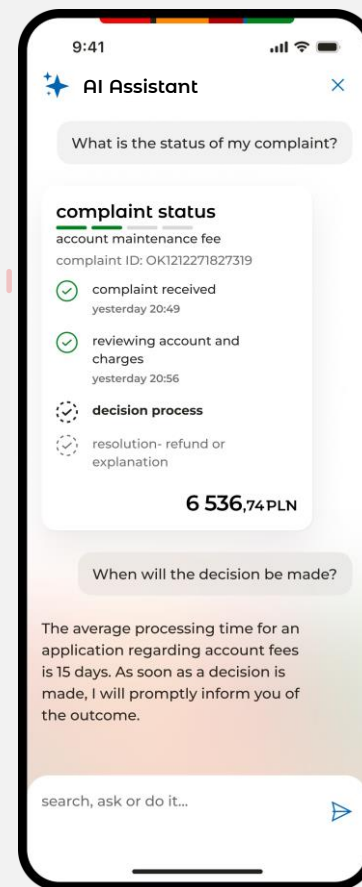 9:41
AI Assistant
What is the status of my complaint?
complaint status
account maintenance fee
complaint ID: OK1212271827319
complaint received
yesterday 20:49
reviewing account and
charges
yesterday 20:56
decision process
resolution- refund or
explanation
6 536,74 PLN
When will the decision be made?
The average processing time for an
application regarding account fees
is 15 days. As soon as a decision is
made, I will promptly inform you of
the outcome.
search, ask or do it...